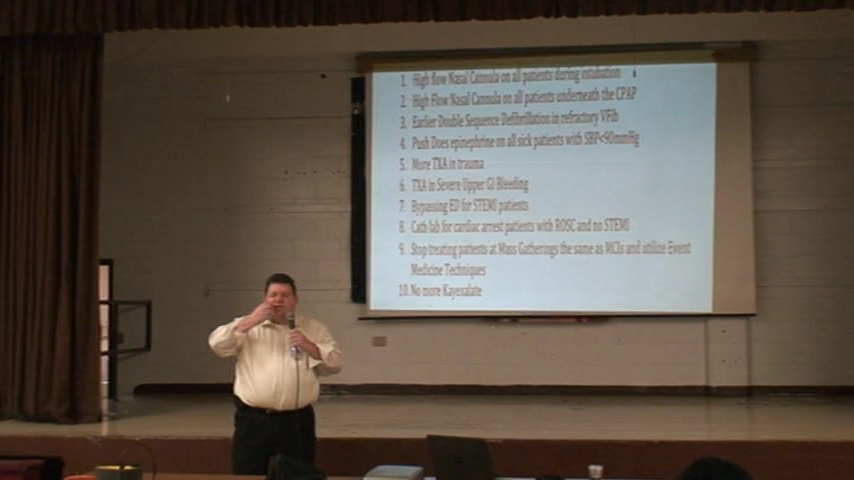 1. High flow Nasal Cannula on all patients during intubation
2. High Flow Nasal Cannula on all patients underneath the CPAP
3. Earlier Double Sequence Defibrillation in refractory VFib
4. Push Does epinephrine on all sick patients with SBP<90mmHg
5. More TXA in trauma
6. TXA in Severe Upper GI Bleeding
7. Bypassing ED for STEMI patients
8. Cath lab for cardiac arrest patients with ROSC and no STEMI
9. Stop treating patients at Mass Gatherings the same as MCIs and utilize Event
Medicine Techniques
10. No more Kayexalate